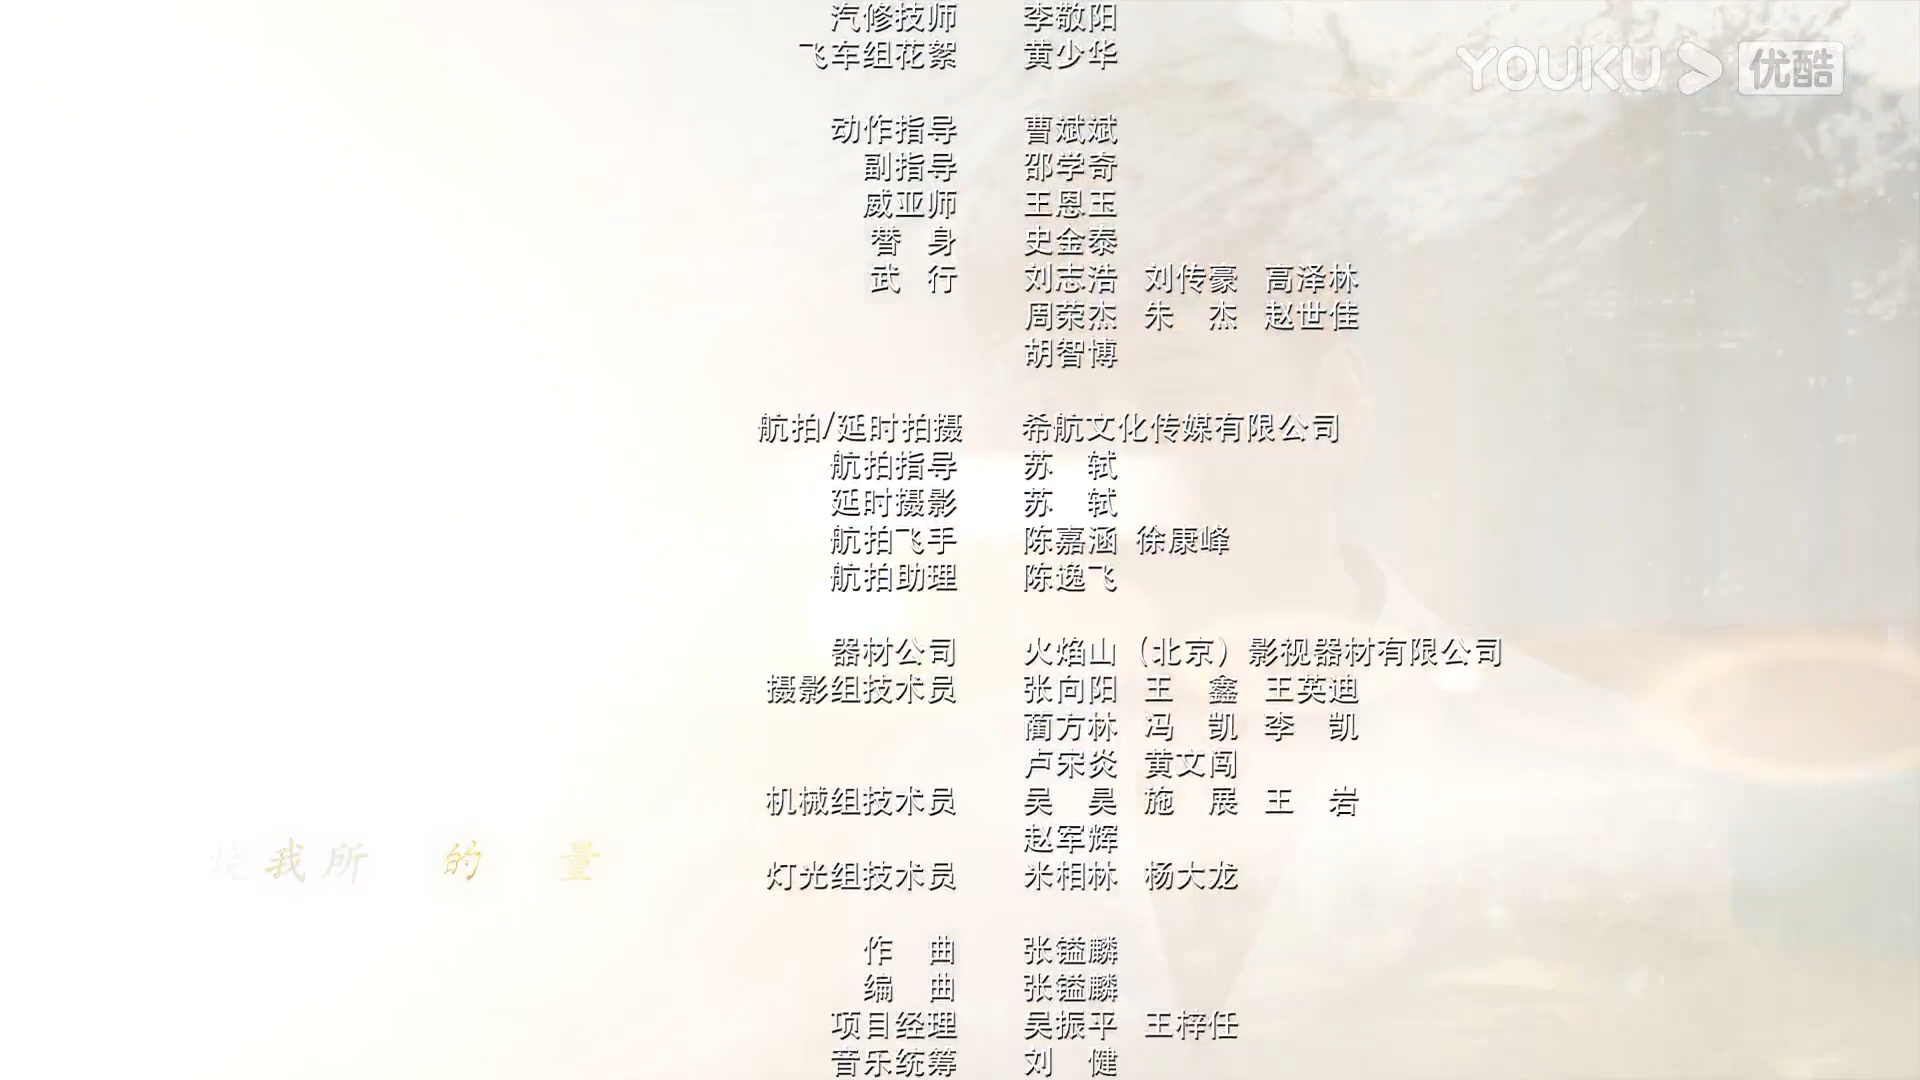 汽修技师 李敬阳
飞车组花絮 黄少华
YOUKU 优酷
动作指导 曹斌斌
副指导 邵学奇
威亚师 王恩玉
替 身 史金泰
武 行 刘志浩 刘传豪 高泽林
周荣杰 朱 杰 赵世佳
胡智博
航拍/延时拍摄 希航文化传媒有限公司
航拍指导 苏 轼
延时摄影 苏 轼
航拍飞手 陈嘉涵 徐康峰
航拍助理 陈逸飞
器材公司 火焰山（北京）影视器材有限公司
摄影组技术员 张向阳 王 鑫 王英迪
蔺方林 冯 凯 李 凯
卢宋炎 黄文闯
机械组技术员 吴 昊 施 展 王 岩
赵军辉
我所 的 量
灯光组技术员 米相林 杨大龙
作 曲 张镒麟
编 曲 张镒麟
项目经理 吴振平 王梓任
音乐统筹 刘 健